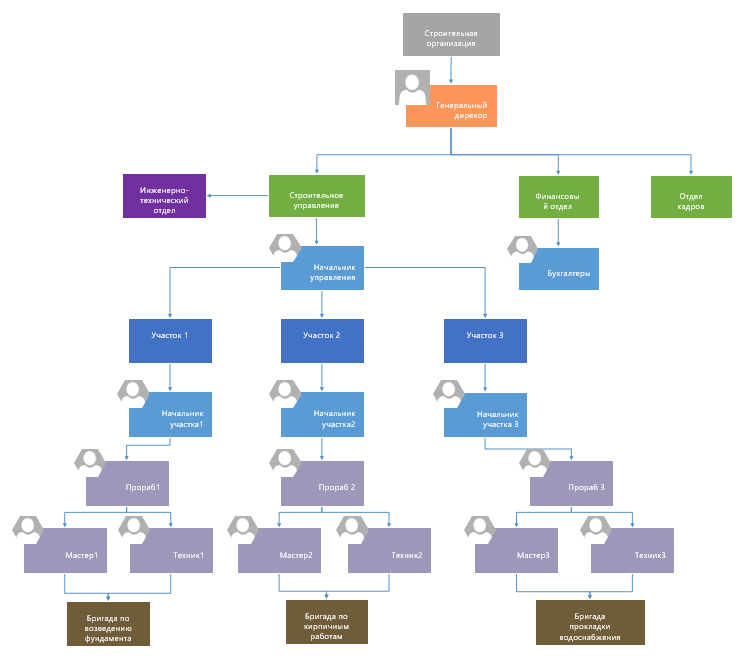 Строительная
организация
Генеральный
дирекор
Инженерно-
технический
отдел
Строительное
управление
Финансовы
й отдел
Отдел
кадров
Начальник
управления
Бухгалтеры
Участок 1
Участок 2
Участок 3
Начальник
участка1
Начальник
участка2
Начальник
участка 3
Прораб1
Прораб 2
Прораб 3
Мастер1
Техник1
Мастер2
Техник2
Мастер3
Техник3
Бригада по
возведению
фундамента
Бригада по
кирпичным
работам
Бригада
прокладки
водоснабжения